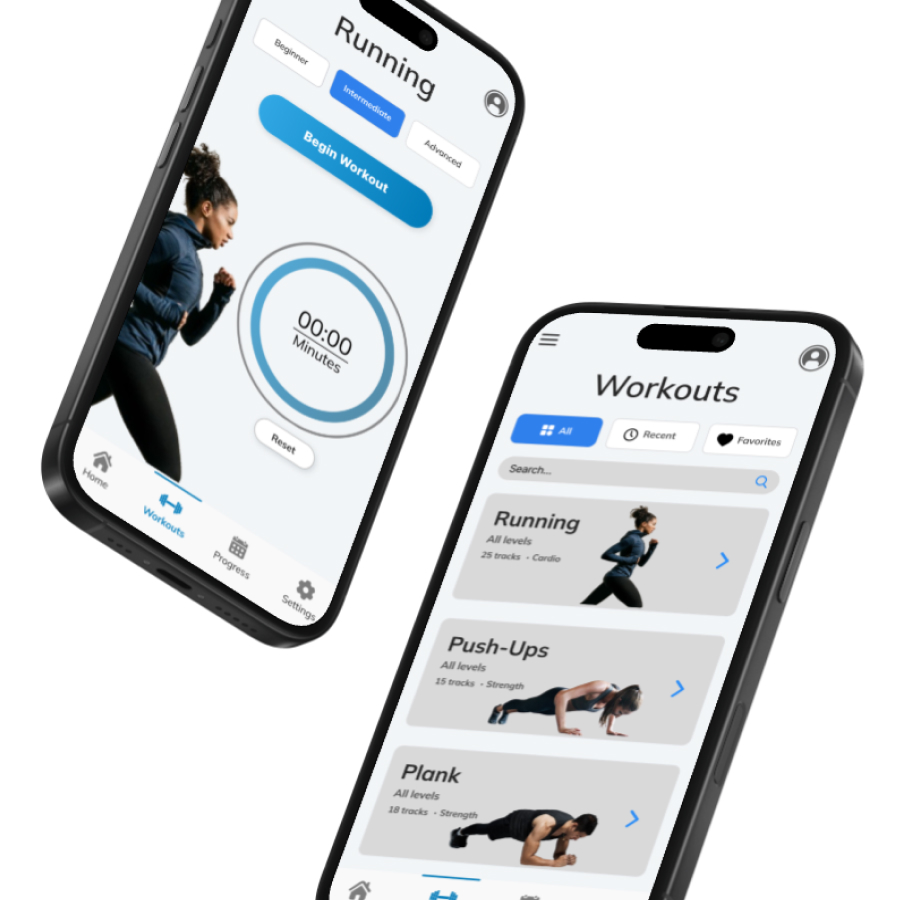 Running
Beginner
Intermediate
Advanced
Begin Workout
00:00
Minutes
Reset
Home
Workouts
Progress
Settings
Workouts
All
Recent
Favorites
Search...
Running
All levels
25 tracks • Cardio
Push-Ups
All levels
15 tracks • Strength
Plank
All levels
18 tracks • Strength